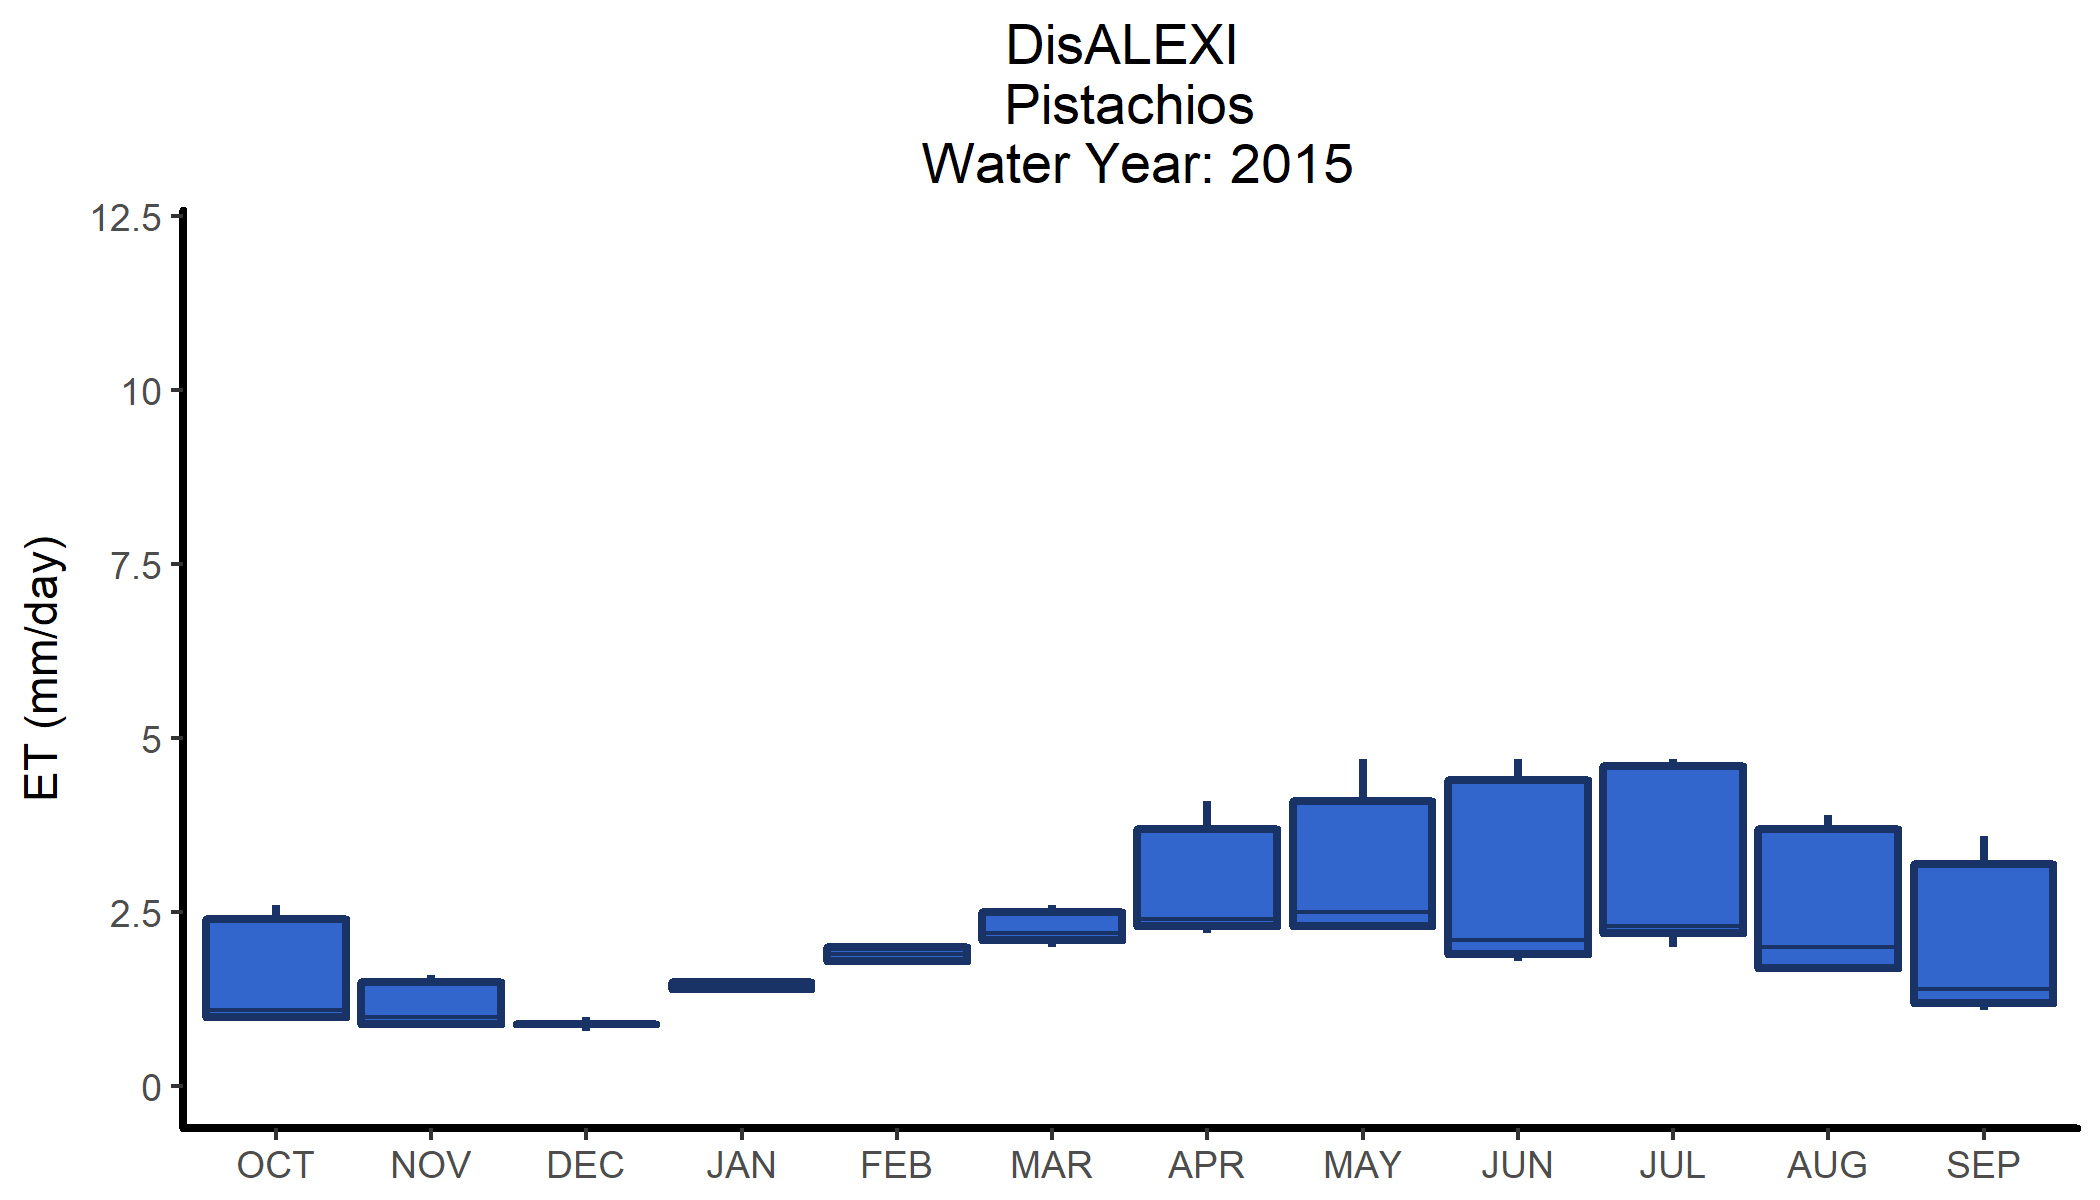 DisALEXI
Pistachios
Water Year: 2015
12.5
10
7.5
5
2.5
0
ET (mm/day)
OCT NOV DEC JAN FEB MAR APR MAY JUN JUL AUG SEP